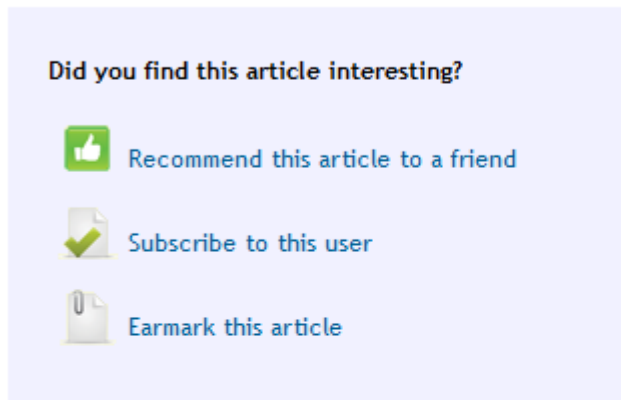 Did you find this article interesting?
Recommend this article to a friend
Subscribe to this user
Earmark this article